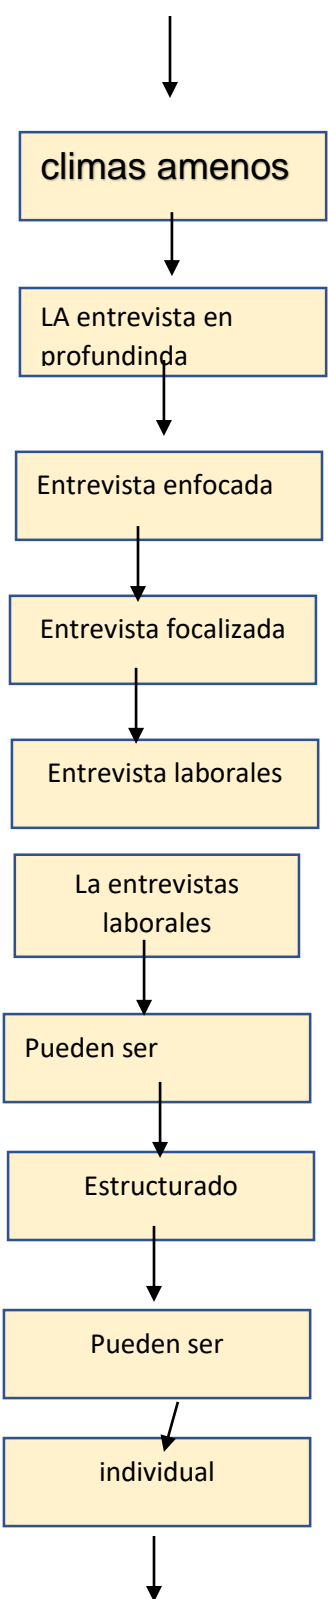 climas amenos
LA entrevista en
profundinda
Entrevista enfocada
Entrevista focalizada
Entrevista laborales
La entrevistas
laborales
Pueden ser
Estructurado
Pueden ser
individual